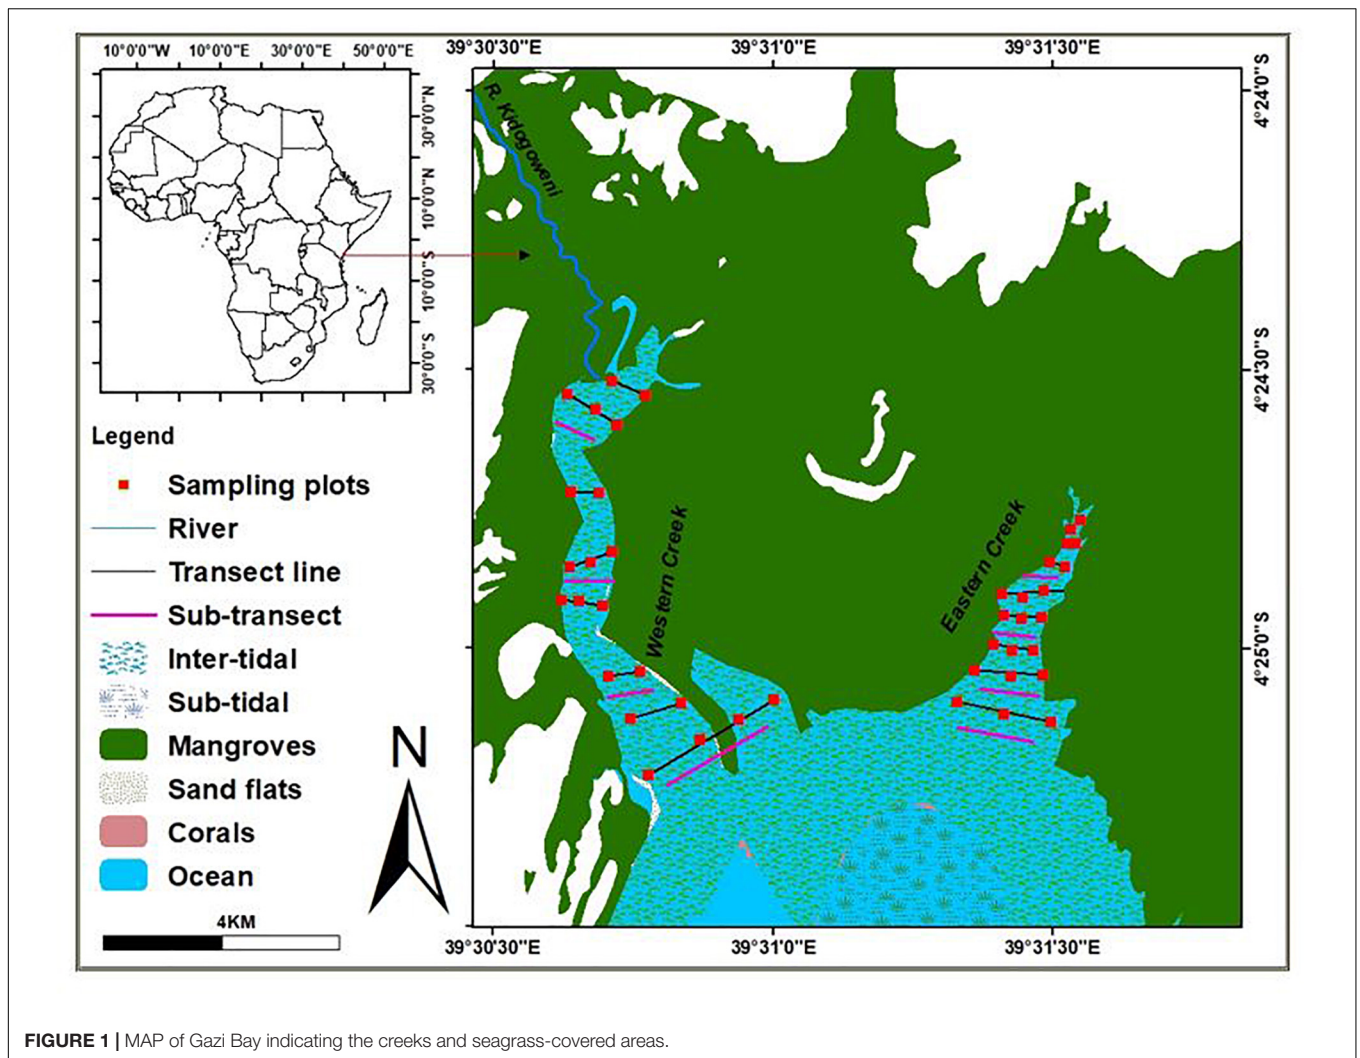 10°0'0"W 10°0'0"E 30°0'0"E 50°0'0"E
30°0'0"N
10°0'0"N
10°0'0"S
30°0'0"S
39°30'30"E 39°31'0"E 39°31'30"E
4°24'0"S
4°24'30"S
4°25'0"S
R. Kidogoweni
Western Creek
Eastern Creek
Legend
Sampling plots
River
Transect line
Sub-transect
Inter-tidal
Sub-tidal
Mangroves
Sand flats
Corals
Ocean
N
4KM
39°30'30"E 39°31'0"E 39°31'30"E
FIGURE 1 | MAP of Gazi Bay indicating the creeks and seagrass-covered areas.